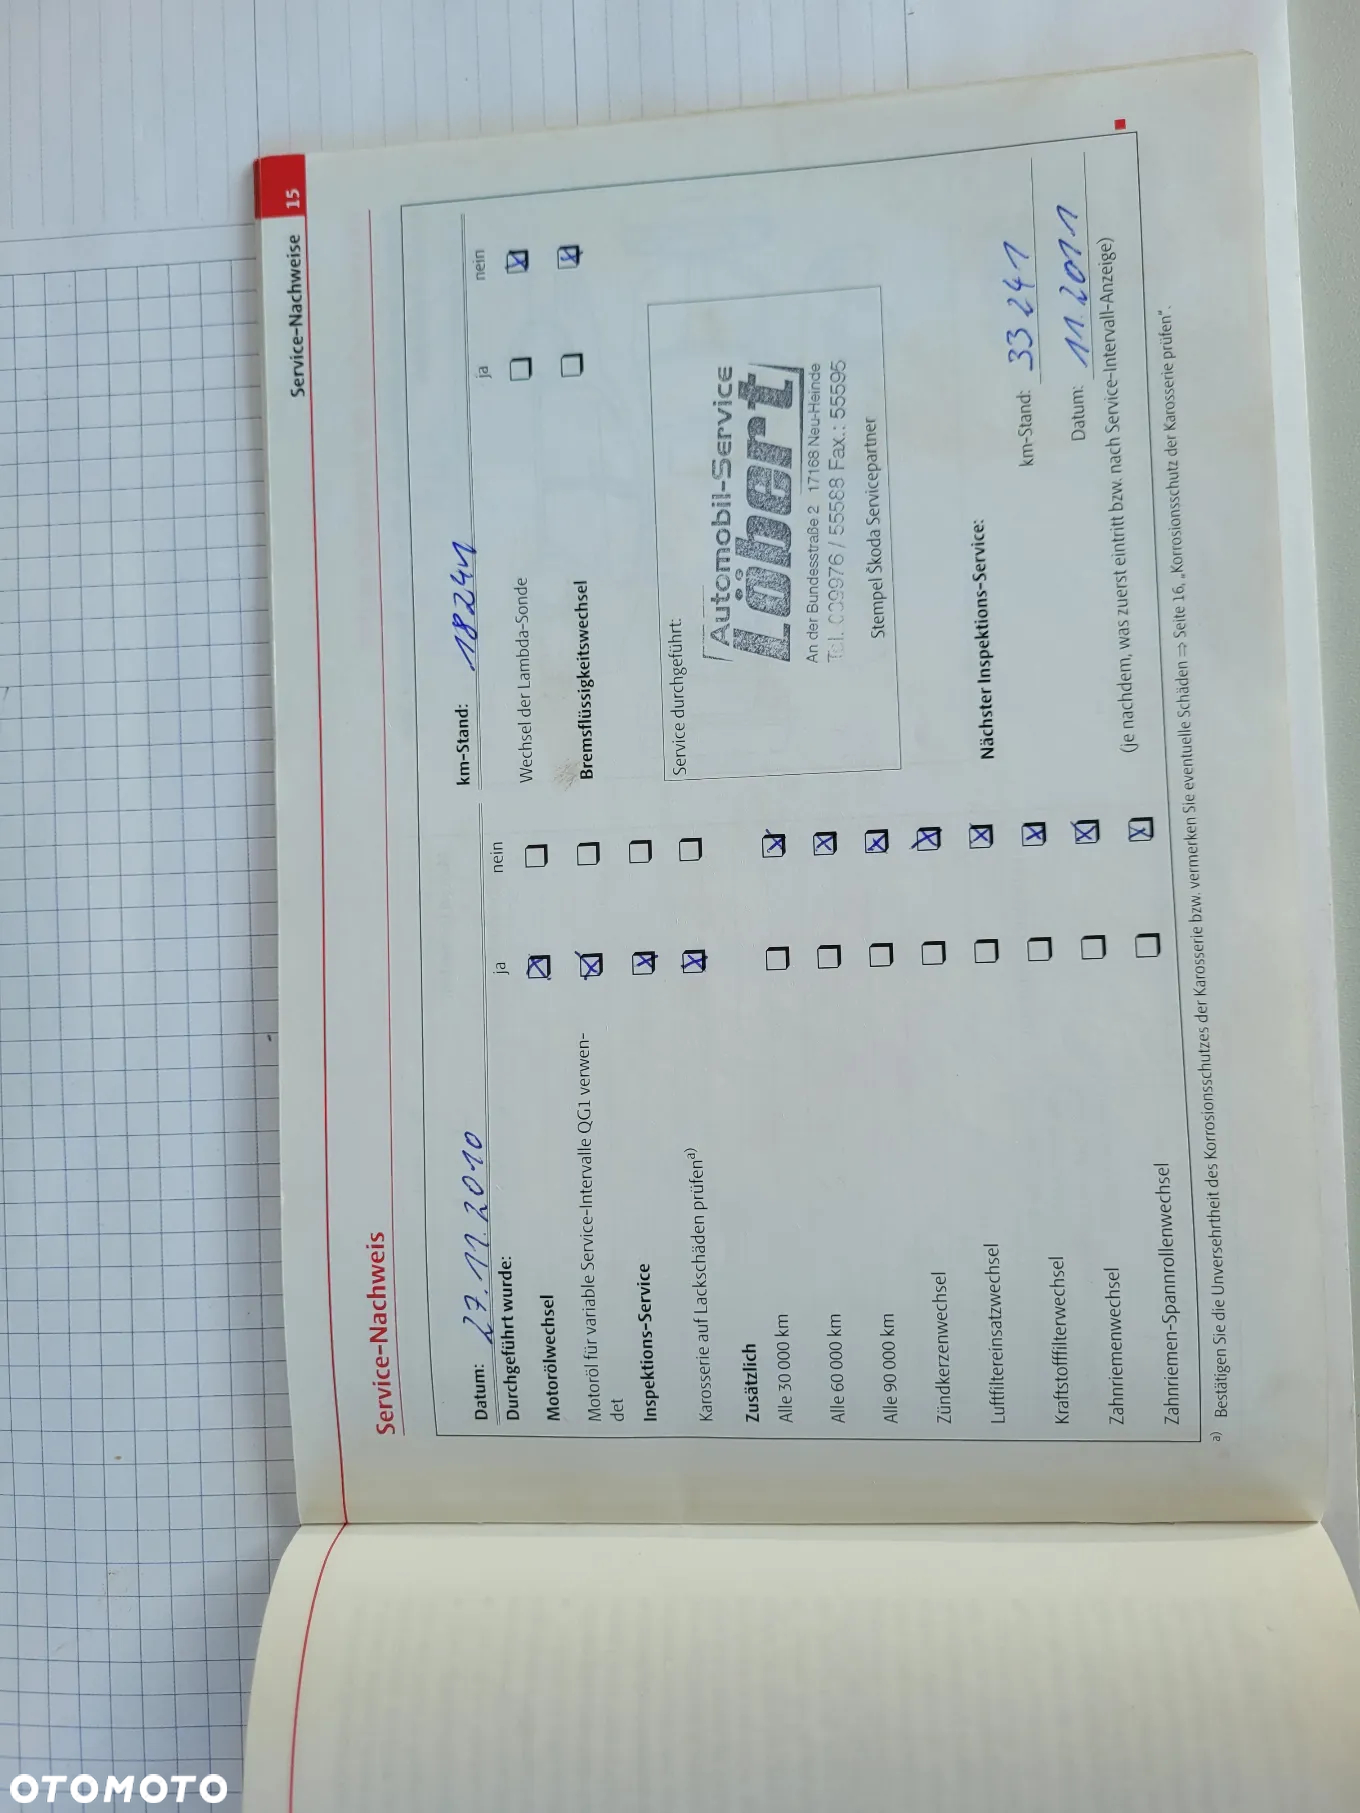 Service-Nachweise 15
Service-Nachweis
Datum: 27.11.2010
km-Stand: 18241
Durchgeführt wurde:
ja nein
Motorölwechsel
Motoröl für variable Service-Intervalle QG1 verwen-
det
Inspektions-Service
Karosserie auf Lackschäden prüfen a)
Zusätzlich
Alle 30 000 km
Alle 60 000 km
Alle 90 000 km
Zündkerzenwechsel
Luftfiltereinsatzwechsel
Kraftstofffilterwechsel
Zahnriemenwechsel
Zahnriemen-Spannrollenwechsel
ja nein
Wechsel der Lambda-Sonde
Bremsflüssigkeitswechsel
Service durchgeführt:
Automobil-Service
Löbert
An der Bundesstraße 2 17168 Neu-Heinde
Tel. 039976 / 55588 Fax.: 55595
Stempel Škoda Servicepartner
Nächster Inspektions-Service:
km-Stand: 33241
Datum: 11.2011
(je nachdem, was zuerst eintritt bzw. nach Service-Intervall-Anzeige)
a) Bestätigen Sie die Unversehrtheit des Korrosionsschutzes der Karosserie bzw. vermerken Sie eventuelle Schäden ⇒ Seite 16, „Korrosionsschutz der Karosserie prüfen".
OTOMOTO